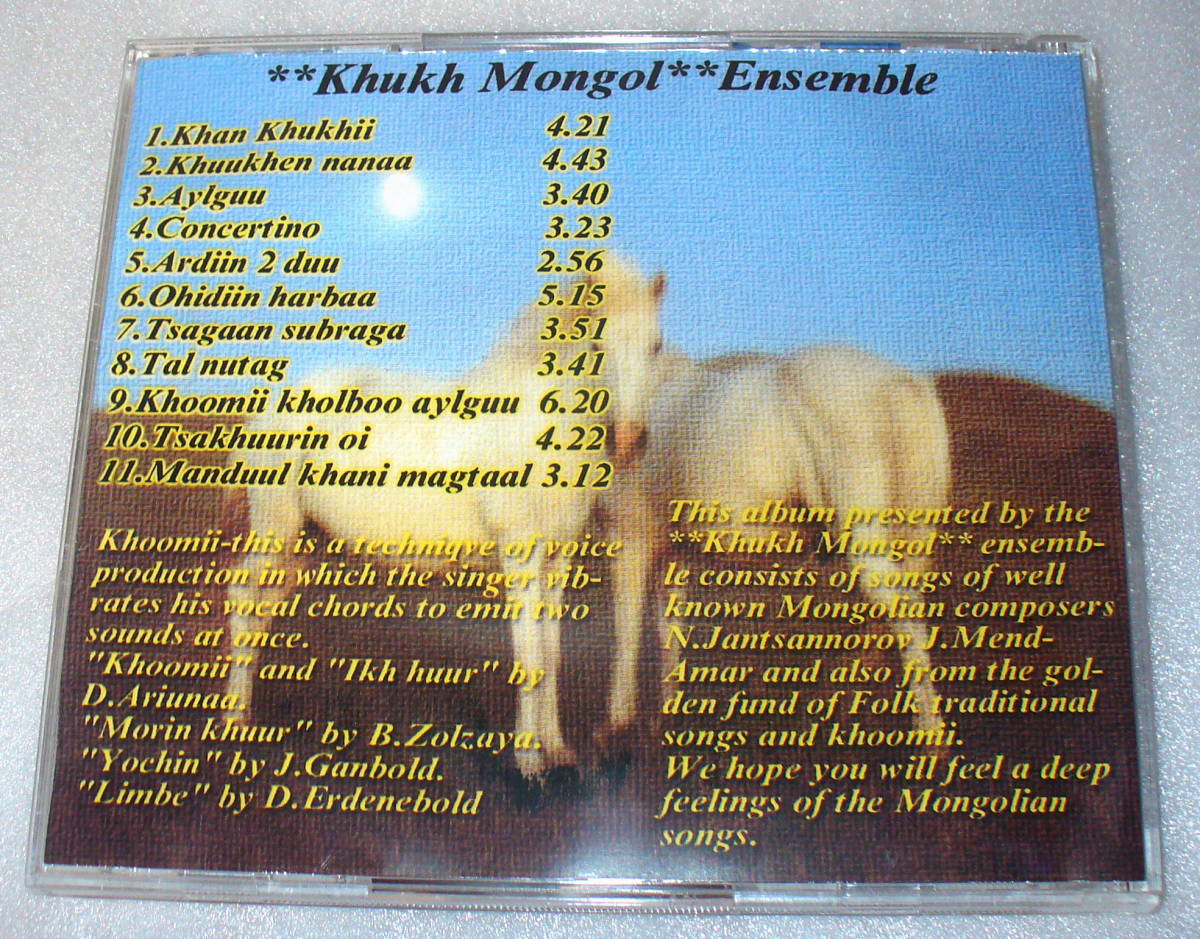 **Khukh Mongol**Ensemble
1.Khan Khukhii 4.21
2.Khuukhen nanaa 4.43
3.Aylguu 3.40
4.Concertino 3.23
5.Ardiin 2 duu 2.56
6.Ohidiin harbaa 5.15
7.Tsagaan subraga 3.51
8.Tal nutag 3.41
9.Khoomii kholboo aylguu 6.20
10.Tsakhuurin oi 4.22
11.Manduul khani magtaal 3.12
Khoomii-this is a techniqve of voice
production in which the singer vib-
rates his vocal chords to emit two
sounds at once.
"Khoomii" and "Ikh huur" by
D.Ariunaa.
"Morin khuur" by B.Zolzaya.
"Yochin" by J.Ganbold.
"Limbe" by D.Erdenebold
This album presented by the
**Khukh Mongol** ensemb-
le consists of songs of well
known Mongolian composers
N.Jantsannorov J.Mend-
Amar and also from the gol-
den fund of Folk traditional
songs and khoomii.
We hope you will feel a deep
feelings of the Mongolian
songs.